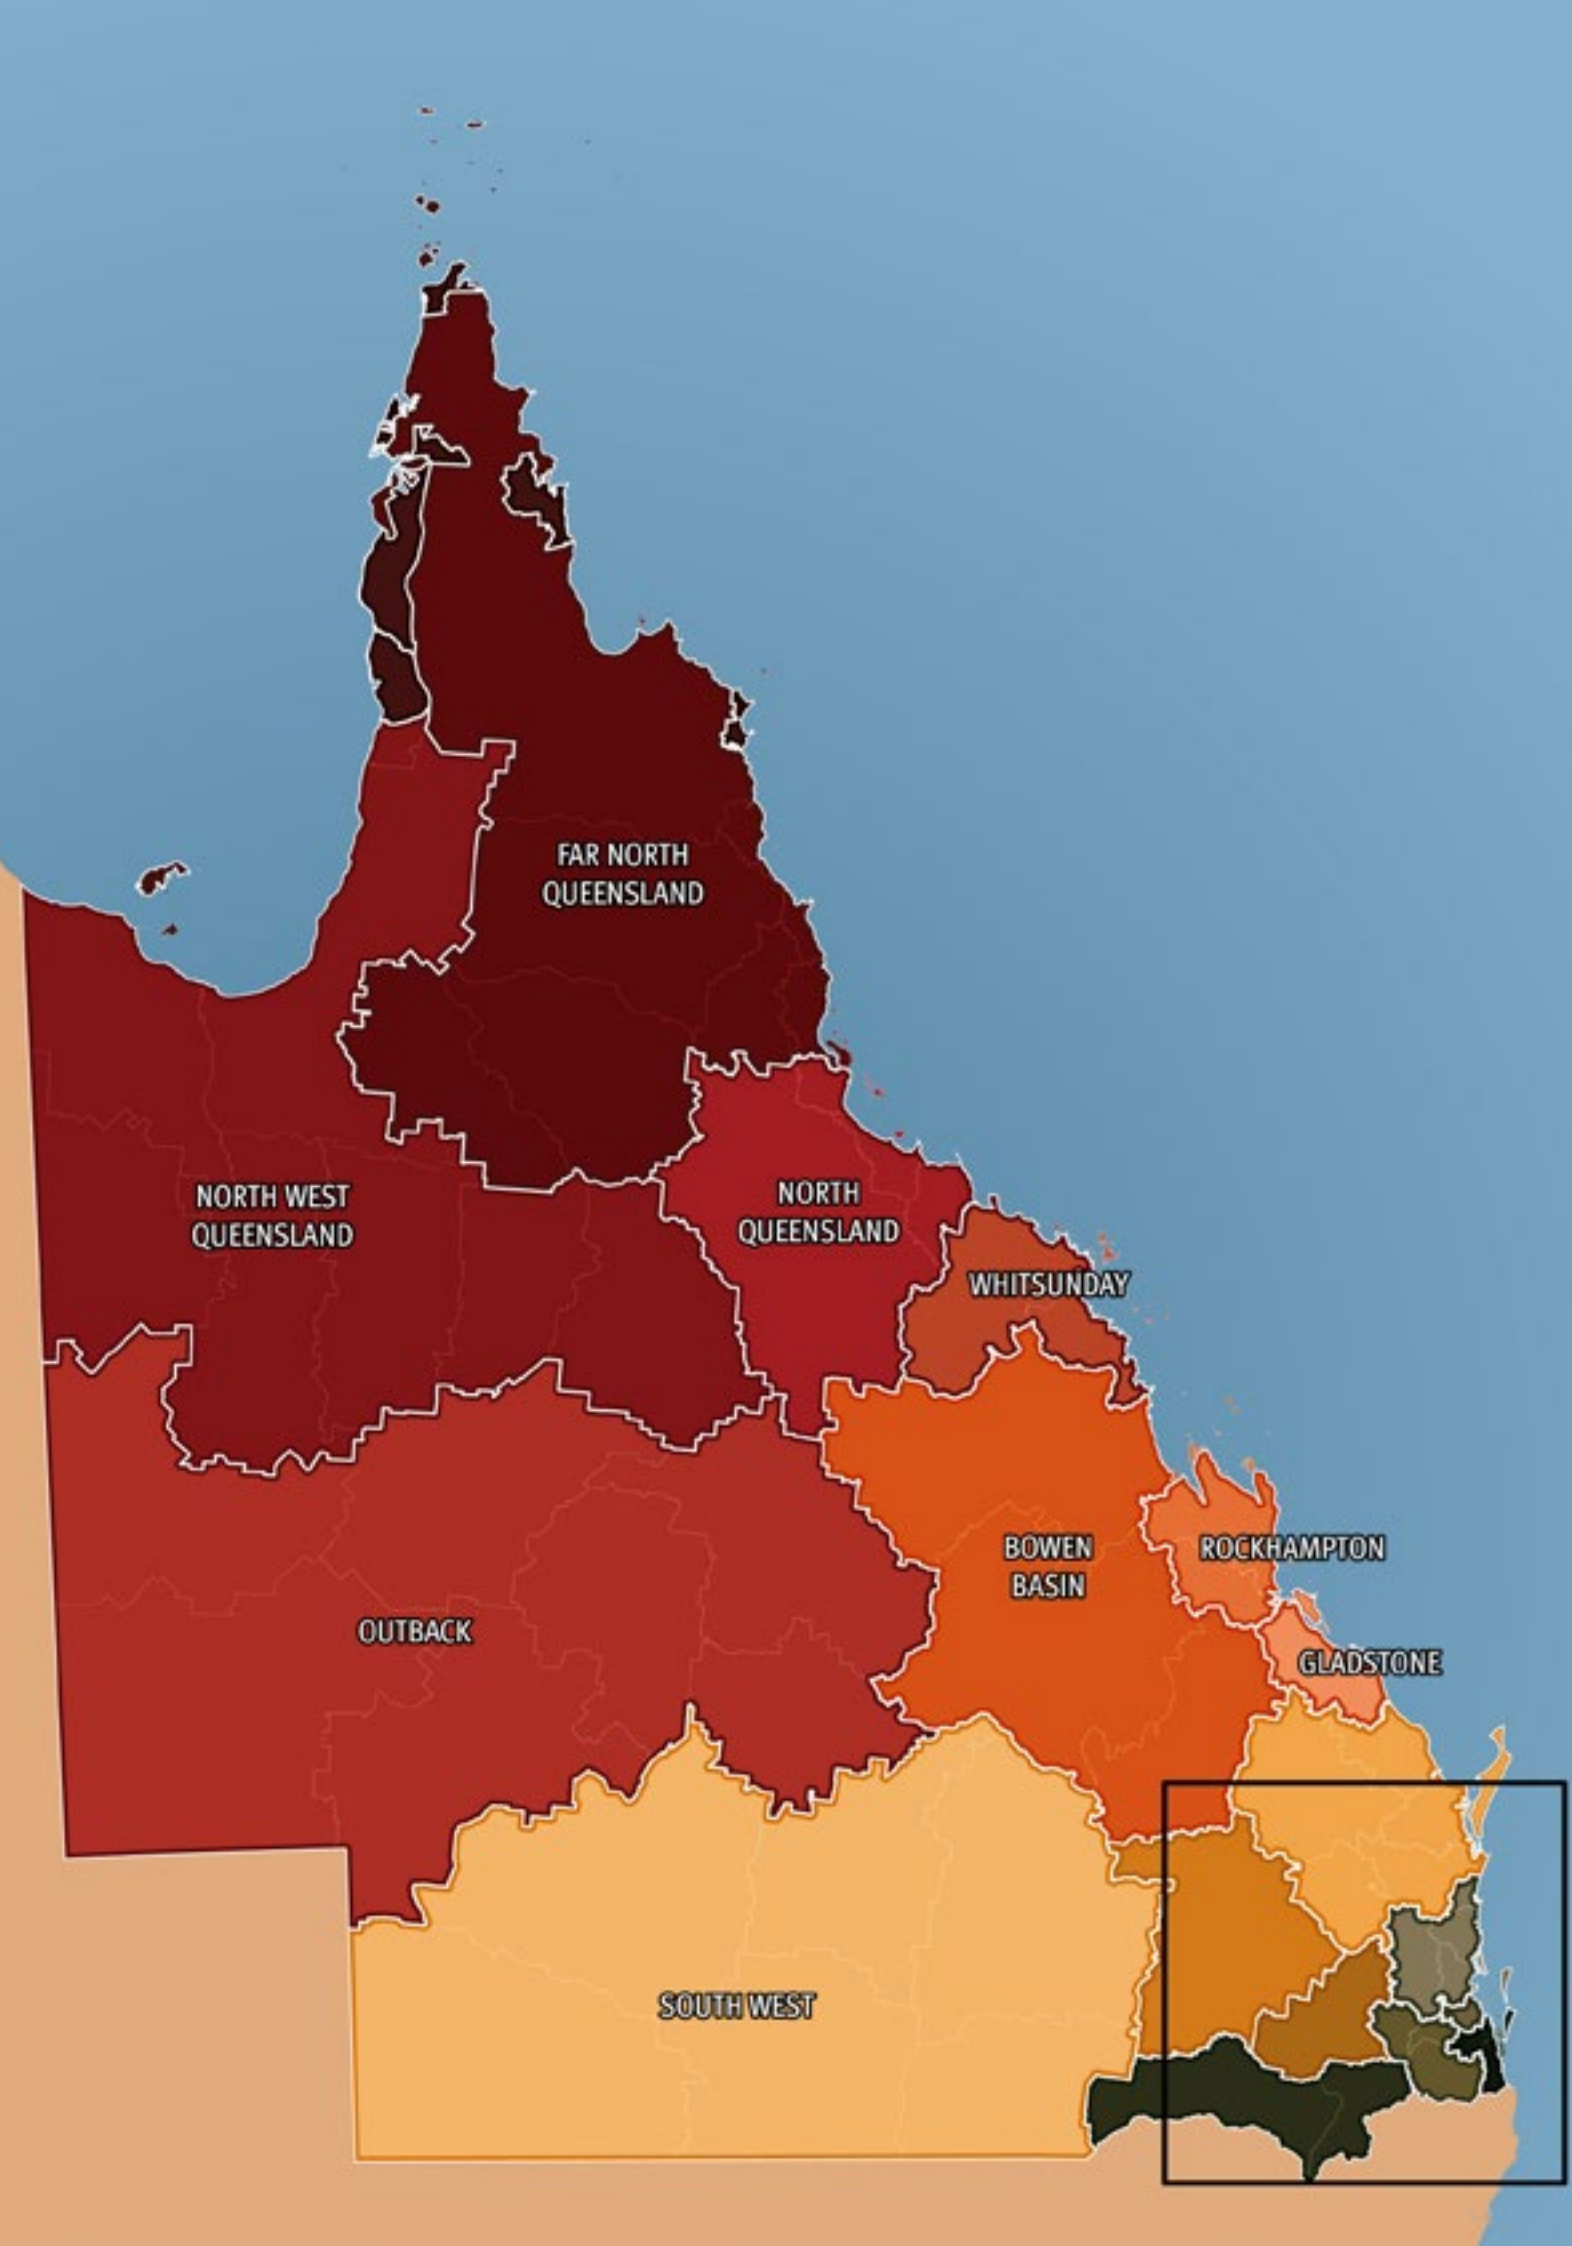 FAR NORTH
QUEENSLAND
NORTH WEST
QUEENSLAND
NORTH
QUEENSLAND
WHITSUNDAY
BOWEN
BASIN
ROCKHAMPTON
OUTBACK
GLADSTONE
SOUTH WEST